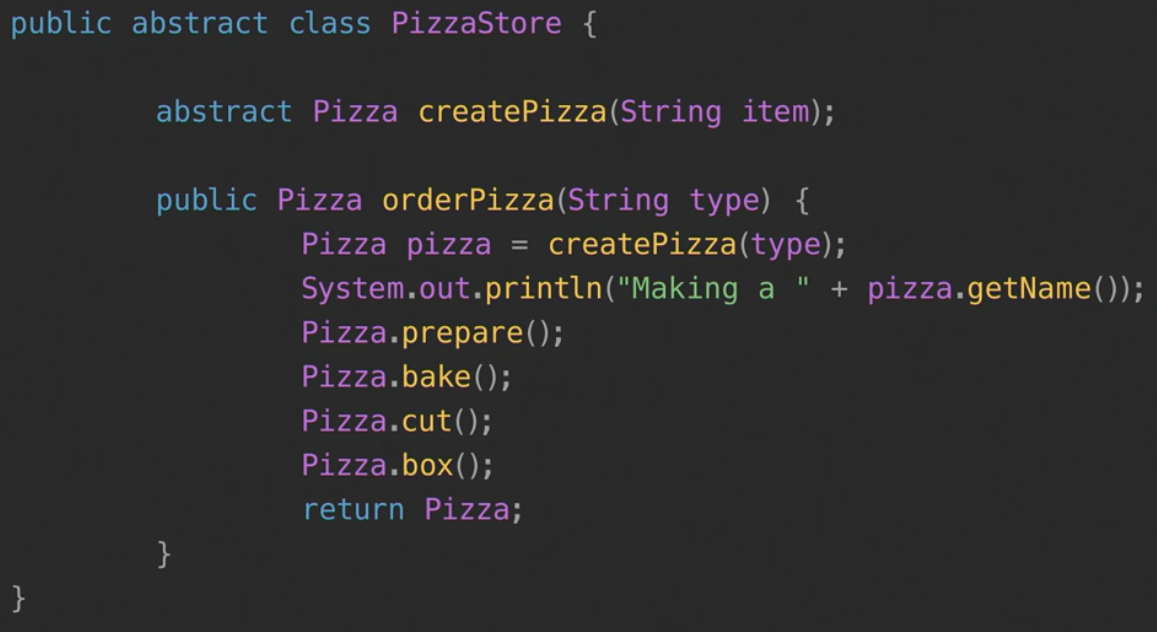 public abstract class PizzaStore {
abstract Pizza createPizza(String item);
public Pizza orderPizza(String type) {
Pizza pizza = createPizza(type);
System.out.println("Making a " + pizza.getName());
Pizza.prepare();
Pizza.bake();
Pizza.cut();
Pizza.box();
return Pizza;
}
}